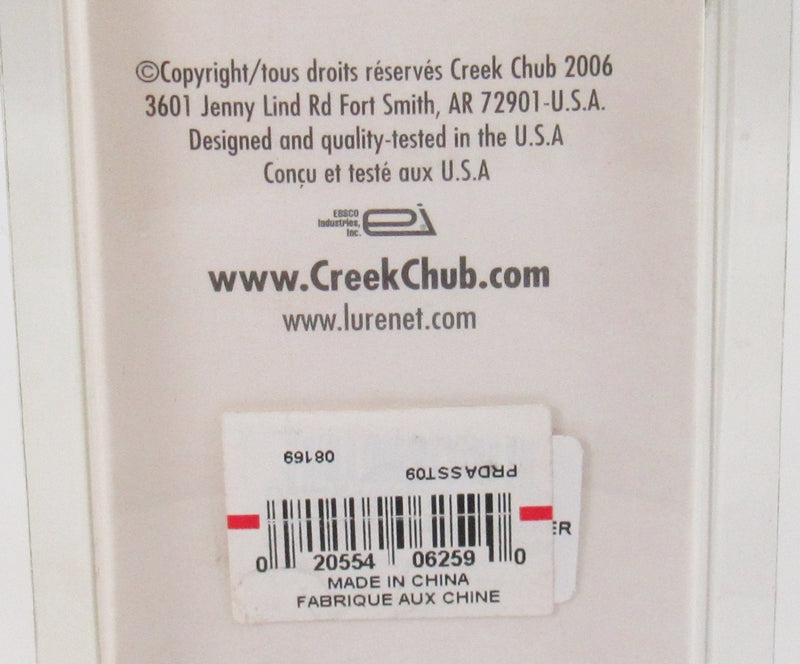 ©Copyright/tous droits réservés Creek Chub 2006
3601 Jenny Lind Rd Fort Smith, AR 72901-U.S.A.
Designed and quality-tested in the U.S.A
Conçu et testé aux U.S.A
EBSCO
Industries,
Inc.
ei
www.CreekChub.com
www.lurenet.com
08169
PRDASST09
ER
0 20554 06259 0
MADE IN CHINA
FABRIQUE AUX CHINE